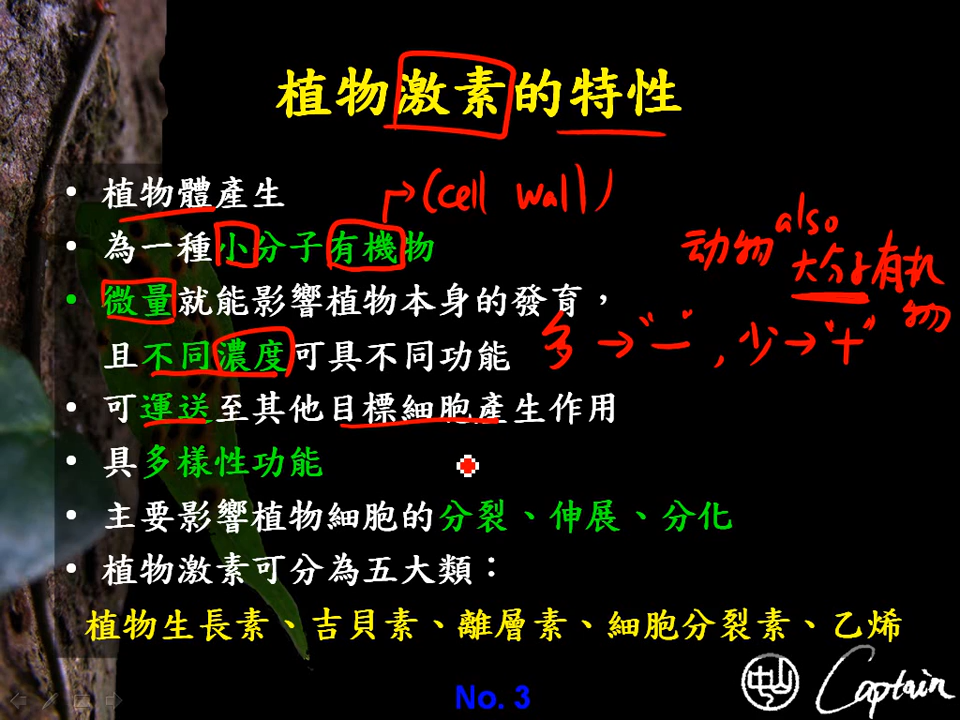 植物激素的特性
• 植物體產生
→(cell wall)
• 為一種小分子有機物
动物 also 大分子有机物
• 微量就能影響植物本身的發育，
且不同濃度可具不同功能
多→"－"，少→"＋"
• 可運送至其他目標細胞產生作用
• 具多樣性功能
• 主要影響植物細胞的分裂、伸展、分化
• 植物激素可分為五大類：
植物生長素、吉貝素、離層素、細胞分裂素、乙烯
中山 Captain
No. 3